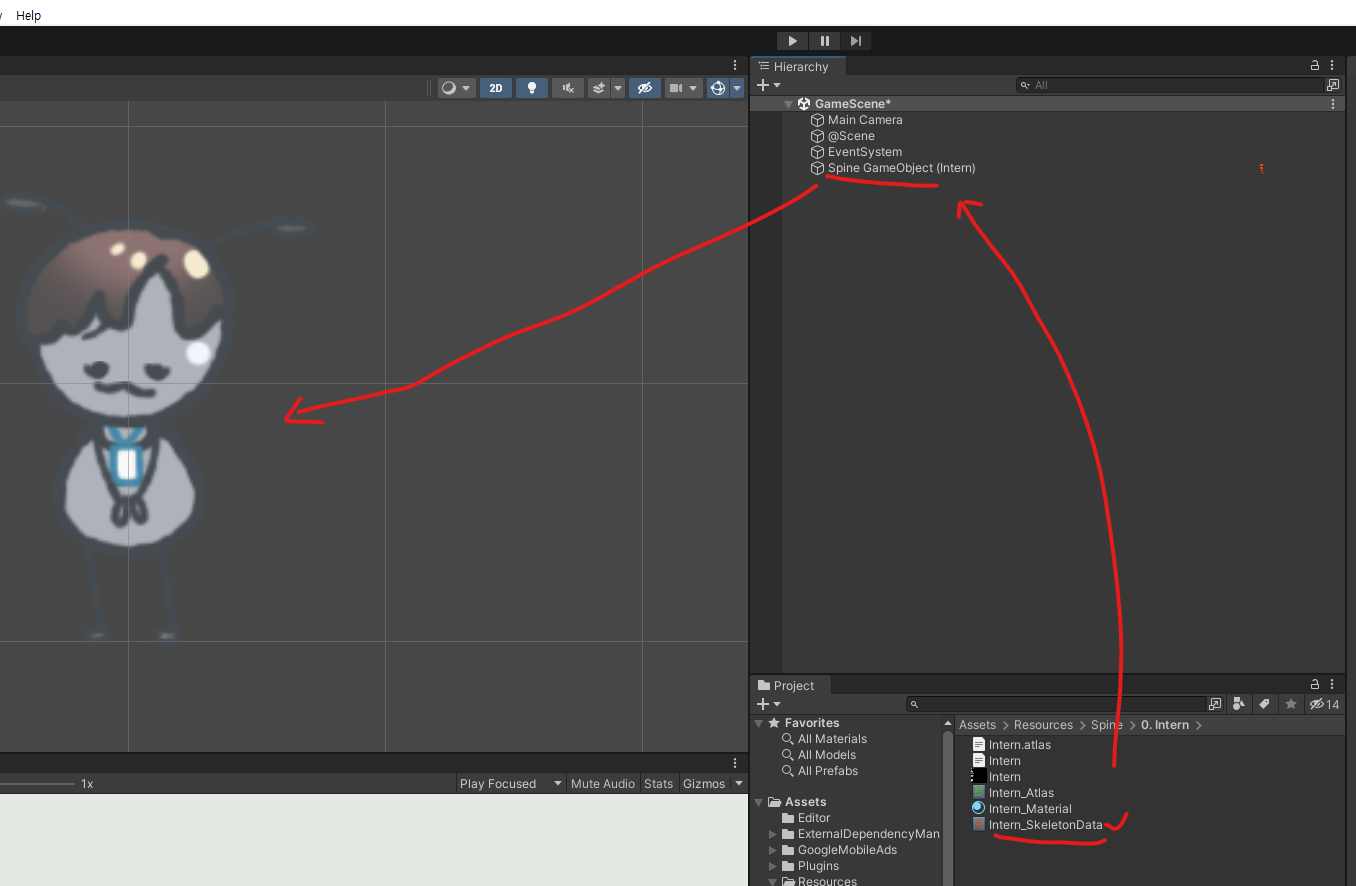 Help
Hierarchy
All
2D
GameScene*
Main Camera
@Scene
EventSystem
Spine GameObject (Intern)
Project
14
Favorites
All Materials
All Models
All Prefabs
Assets
Editor
ExternalDependencyMan
GoogleMobileAds
Plugins
Resources
Assets > Resources > Spine > 0. Intern >
Intern.atlas
Intern
Intern
Intern_Atlas
Intern_Material
Intern_SkeletonData
1x
Play Focused
Mute Audio
Stats
Gizmos